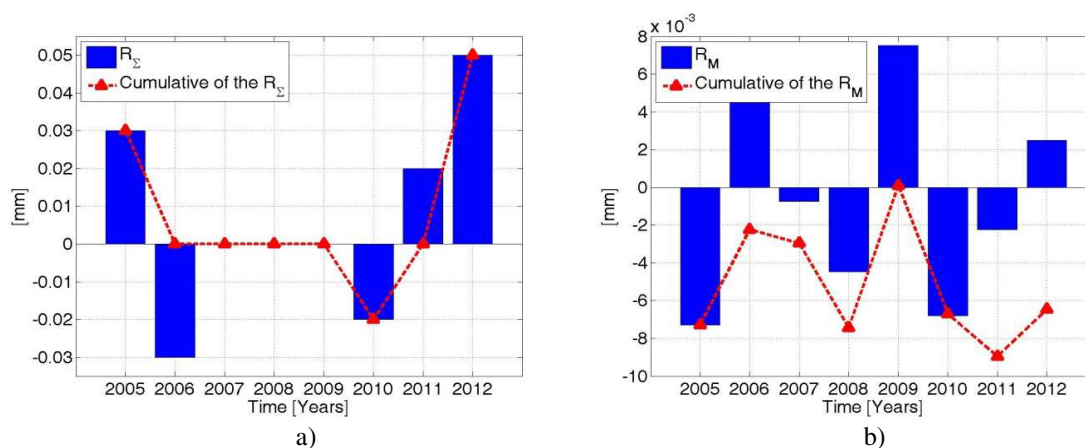 R_Σ
Cumulative of the R_Σ
0.05
0.04
0.03
0.02
0.01
0
-0.01
-0.02
-0.03
[mm]
2005 2006 2007 2008 2009 2010 2011 2012
Time [Years]
a)
x 10^-3
R_M
Cumulative of the R_M
8
6
4
2
0
-2
-4
-6
-8
-10
[mm]
2005 2006 2007 2008 2009 2010 2011 2012
Time [Years]
b)